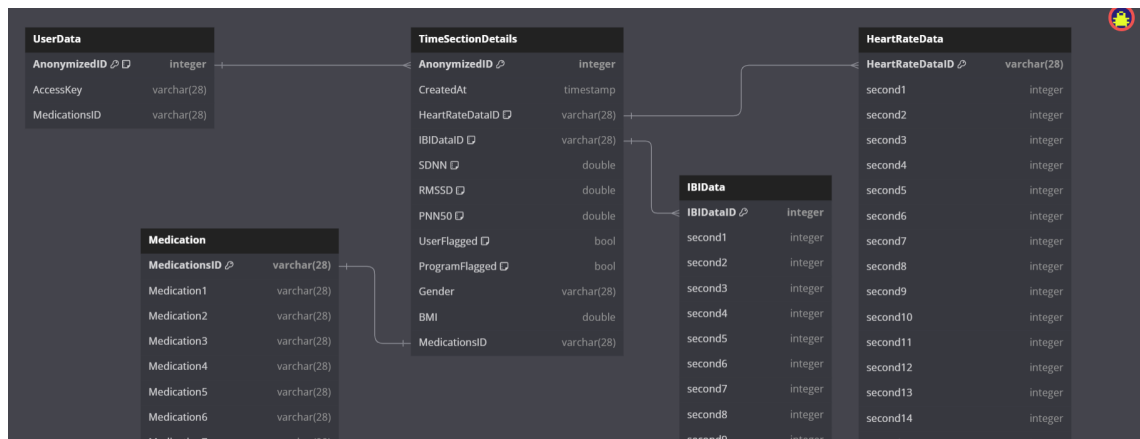 UserData
AnonymizedID integer
AccessKey varchar(28)
MedicationsID varchar(28)
TimeSectionDetails
AnonymizedID integer
CreatedAt timestamp
HeartRateDataID varchar(28)
IBIDataID varchar(28)
SDNN double
RMSSD double
PNN50 double
UserFlagged bool
ProgramFlagged bool
Gender varchar(28)
BMI double
MedicationsID varchar(28)
HeartRateData
HeartRateDataID varchar(28)
second1 integer
second2 integer
second3 integer
second4 integer
second5 integer
second6 integer
second7 integer
second8 integer
second9 integer
second10 integer
second11 integer
second12 integer
second13 integer
second14 integer
IBIData
IBIDataID integer
second1 integer
second2 integer
second3 integer
second4 integer
second5 integer
second6 integer
second7 integer
second8 integer
Medication
MedicationsID varchar(28)
Medication1 varchar(28)
Medication2 varchar(28)
Medication3 varchar(28)
Medication4 varchar(28)
Medication5 varchar(28)
Medication6 varchar(28)